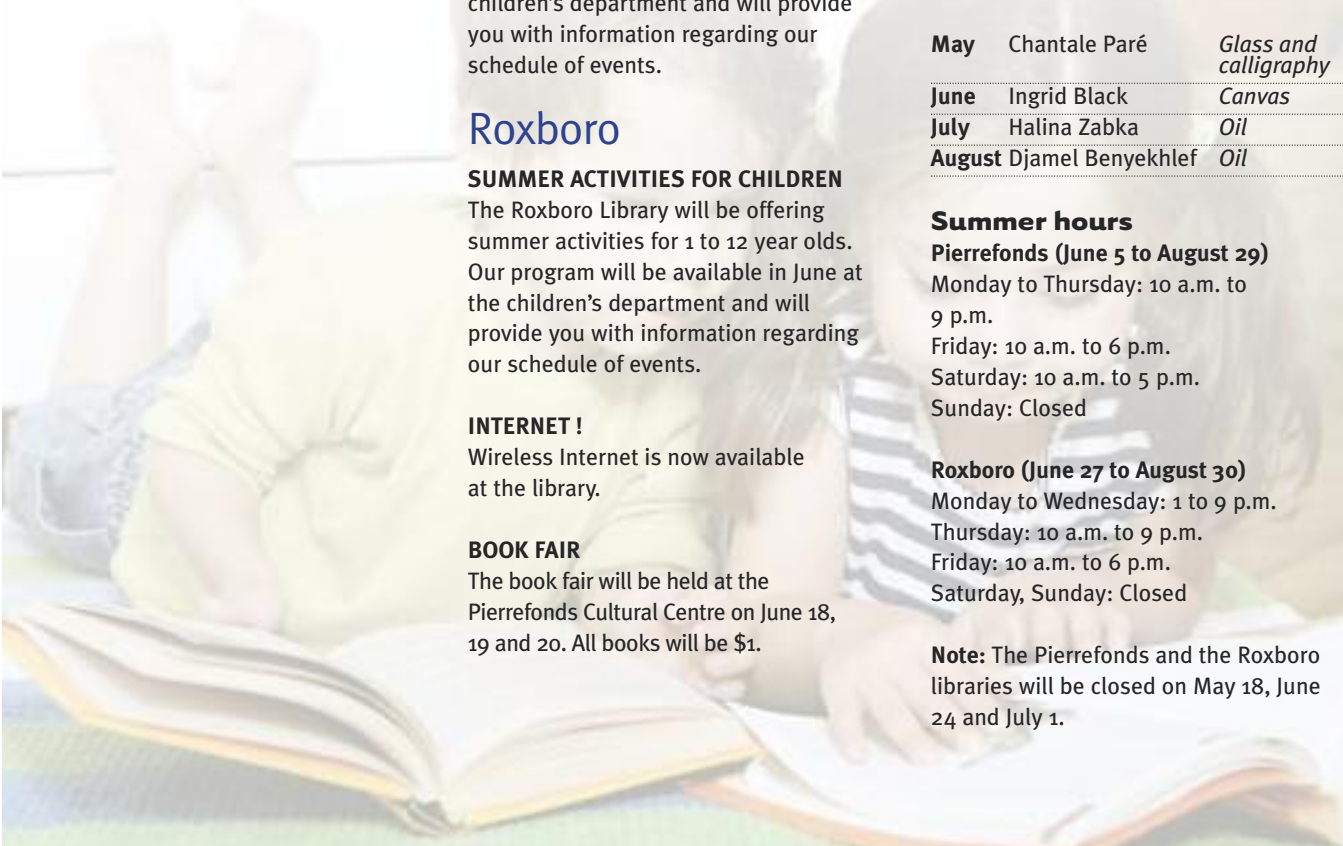 children's department and will provide
you with information regarding our
schedule of events.
Roxboro
SUMMER ACTIVITIES FOR CHILDREN
The Roxboro Library will be offering
summer activities for 1 to 12 year olds.
Our program will be available in June at
the children's department and will
provide you with information regarding
our schedule of events.
INTERNET !
Wireless Internet is now available
at the library.
BOOK FAIR
The book fair will be held at the
Pierrefonds Cultural Centre on June 18,
19 and 20. All books will be $1.
May Chantale Paré Glass and
calligraphy
June Ingrid Black Canvas
July Halina Zabka Oil
August Djamel Benyekhlef Oil
Summer hours
Pierrefonds (June 5 to August 29)
Monday to Thursday: 10 a.m. to
9 p.m.
Friday: 10 a.m. to 6 p.m.
Saturday: 10 a.m. to 5 p.m.
Sunday: Closed
Roxboro (June 27 to August 30)
Monday to Wednesday: 1 to 9 p.m.
Thursday: 10 a.m. to 9 p.m.
Friday: 10 a.m. to 6 p.m.
Saturday, Sunday: Closed
Note: The Pierrefonds and the Roxboro
libraries will be closed on May 18, June
24 and July 1.